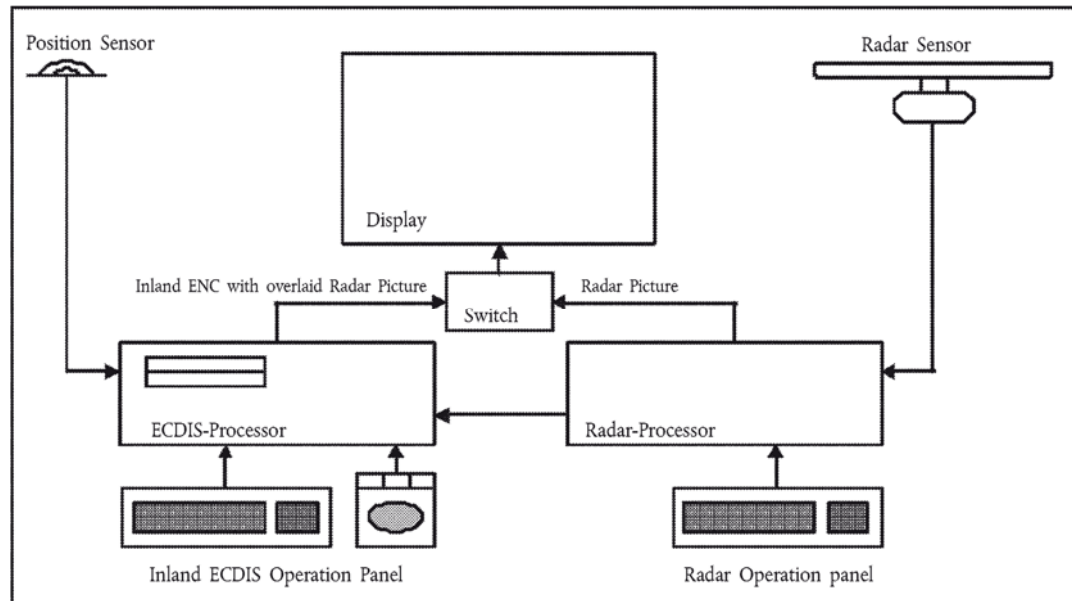 Position Sensor
Radar Sensor
Display
Inland ENC with overlaid Radar Picture
Radar Picture
Switch
ECDIS-Processor
Radar-Processor
Inland ECDIS Operation Panel
Radar Operation panel